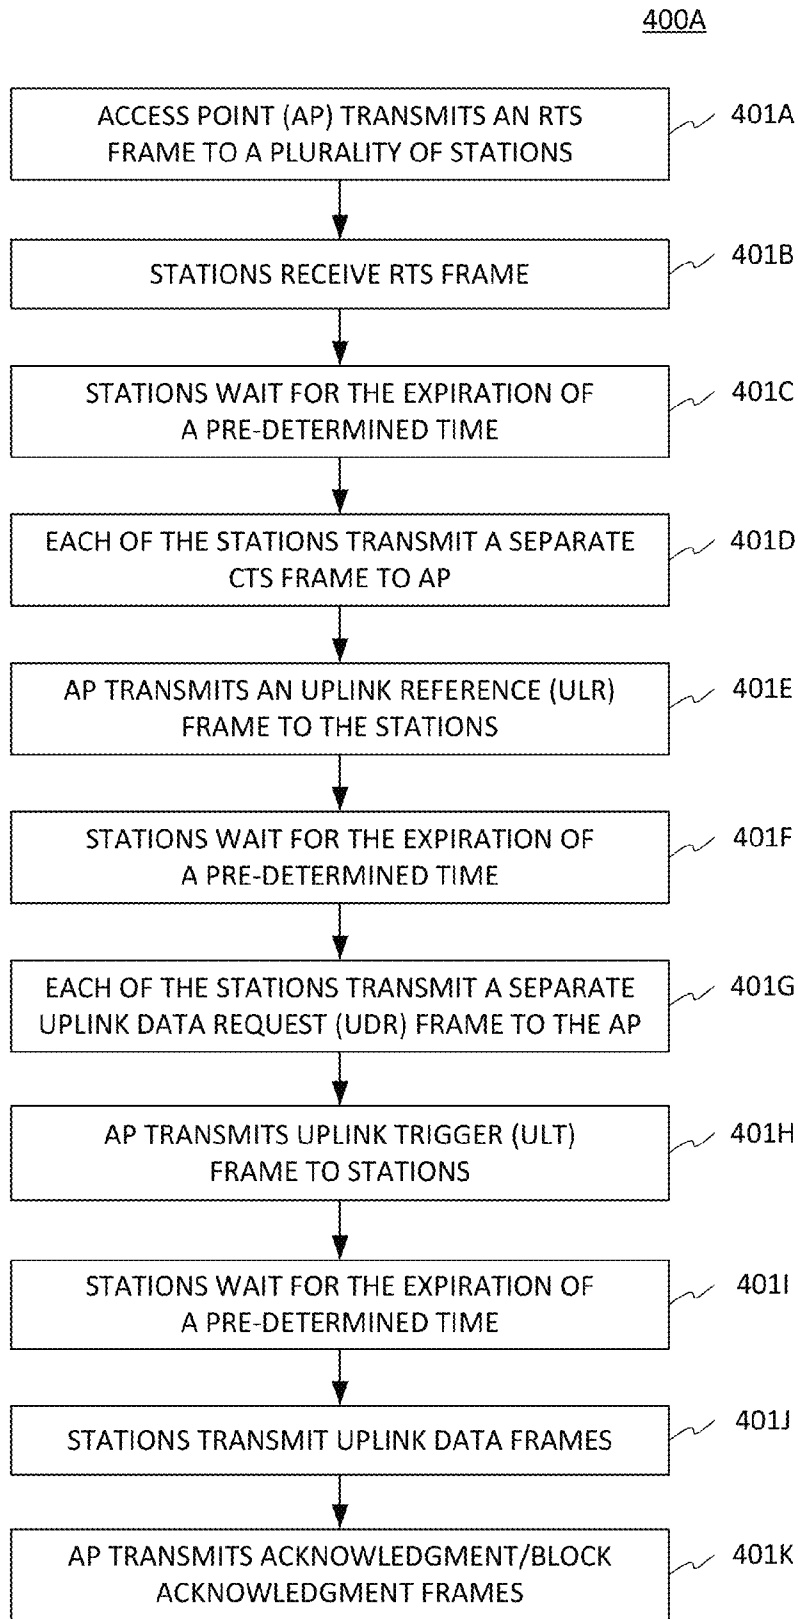 400A
ACCESS POINT (AP) TRANSMITS AN RTS
FRAME TO A PLURALITY OF STATIONS
401A
STATIONS RECEIVE RTS FRAME
401B
STATIONS WAIT FOR THE EXPIRATION OF
A PRE-DETERMINED TIME
401C
EACH OF THE STATIONS TRANSMIT A SEPARATE
CTS FRAME TO AP
401D
AP TRANSMITS AN UPLINK REFERENCE (ULR)
FRAME TO THE STATIONS
401E
STATIONS WAIT FOR THE EXPIRATION OF
A PRE-DETERMINED TIME
401F
EACH OF THE STATIONS TRANSMIT A SEPARATE
UPLINK DATA REQUEST (UDR) FRAME TO THE AP
401G
AP TRANSMITS UPLINK TRIGGER (ULT)
FRAME TO STATIONS
401H
STATIONS WAIT FOR THE EXPIRATION OF
A PRE-DETERMINED TIME
401I
STATIONS TRANSMIT UPLINK DATA FRAMES
401J
AP TRANSMITS ACKNOWLEDGMENT/BLOCK
ACKNOWLEDGMENT FRAMES
401K